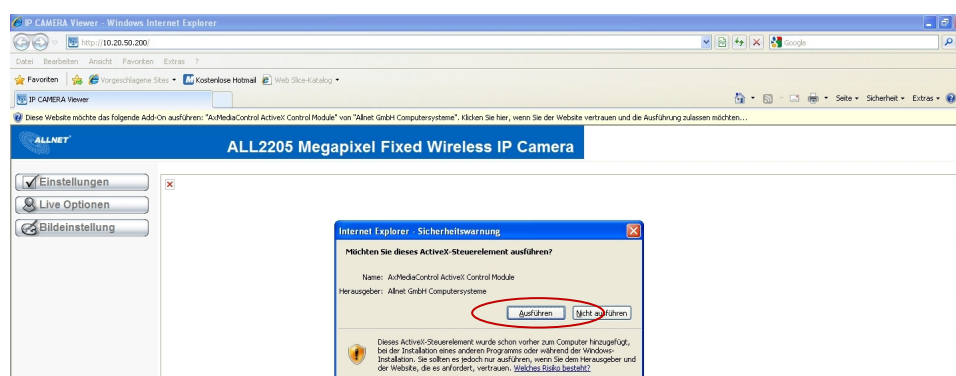 IP CAMERA Viewer - Windows Internet Explorer
http://10.20.50.200/
Google
Datei Bearbeiten Ansicht Favoriten Extras ?
Favoriten Vorgeschlagene Sites Kostenlose Hotmail Web Slice-Katalog
IP CAMERA Viewer
Seite Sicherheit Extras
Diese Website möchte das folgende Add-On ausführen: "AxMediaControl ActiveX Control Module" von "Allnet GmbH Computersysteme". Klicken Sie hier, wenn Sie der Website vertrauen und die Ausführung zulassen möchten...
ALLNET
ALL2205 Megapixel Fixed Wireless IP Camera
Einstellungen
Live Optionen
Bildeinstellung
Internet Explorer - Sicherheitswarnung
Möchten Sie dieses ActiveX-Steuerelement ausführen?
Name: AxMediaControl ActiveX Control Module
Herausgeber: Allnet GmbH Computersysteme
Ausführen Nicht ausführen
Dieses ActiveX-Steuerelement wurde schon vorher zum Computer hinzugefügt,
bei der Installation eines anderen Programms oder während der Windows-
Installation. Sie sollten es jedoch nur ausführen, wenn Sie dem Herausgeber und
der Website, die es anfordert, vertrauen. Welches Risiko besteht?